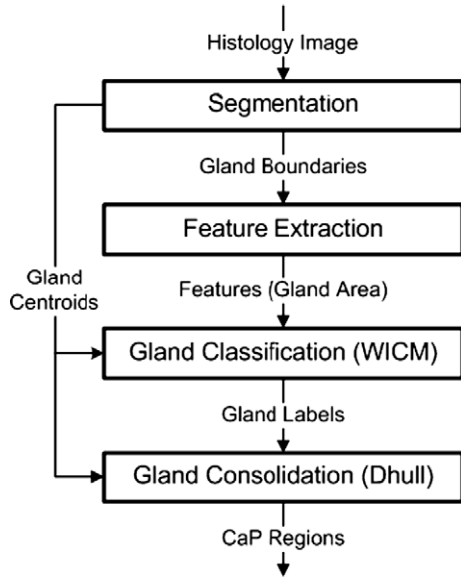 Histology Image
Segmentation
Gland Boundaries
Feature Extraction
Gland
Centroids
Features (Gland Area)
Gland Classification (WICM)
Gland Labels
Gland Consolidation (Dhull)
CaP Regions